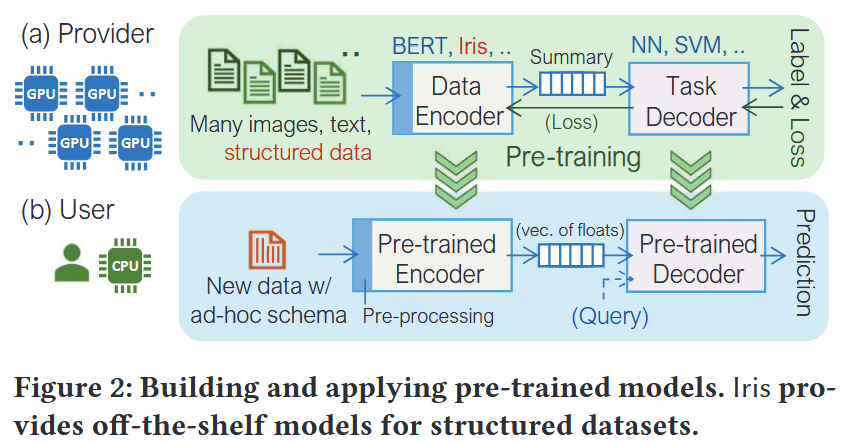 (a) Provider
GPU GPU ..
.. GPU GPU
..
Many images, text,
structured data
BERT, Iris, ..
Data
Encoder
Summary
(Loss)
NN, SVM, ..
Task
Decoder
Label & Loss
Pre-training
(b) User
CPU
New data w/
ad-hoc schema
Pre-trained
Encoder
Pre-processing
(vec. of floats)
(Query)
Pre-trained
Decoder
Prediction
Figure 2: Building and applying pre-trained models. Iris pro-
vides off-the-shelf models for structured datasets.